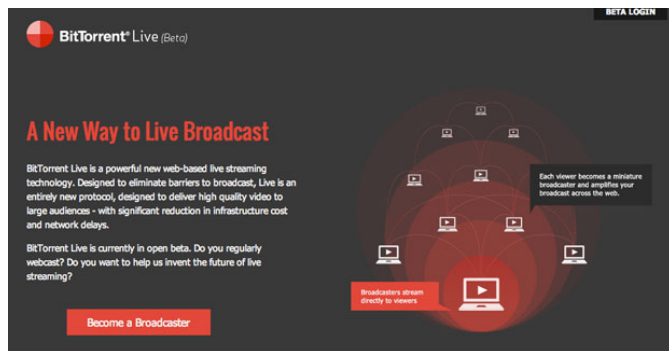 BETA LOGIN
BitTorrent® Live (Beta)
A New Way to Live Broadcast
BitTorrent Live is a powerful new web-based live streaming
technology. Designed to eliminate barriers to broadcast, Live is an
entirely new protocol, designed to deliver high quality video to
large audiences - with significant reduction in infrastructure cost
and network delays.
BitTorrent Live is currently in open beta. Do you regularly
webcast? Do you want to help us invent the future of live
streaming?
Become a Broadcaster
Each viewer becomes a miniature
broadcaster and amplifies your
broadcast across the web.
Broadcasters stream
directly to viewers